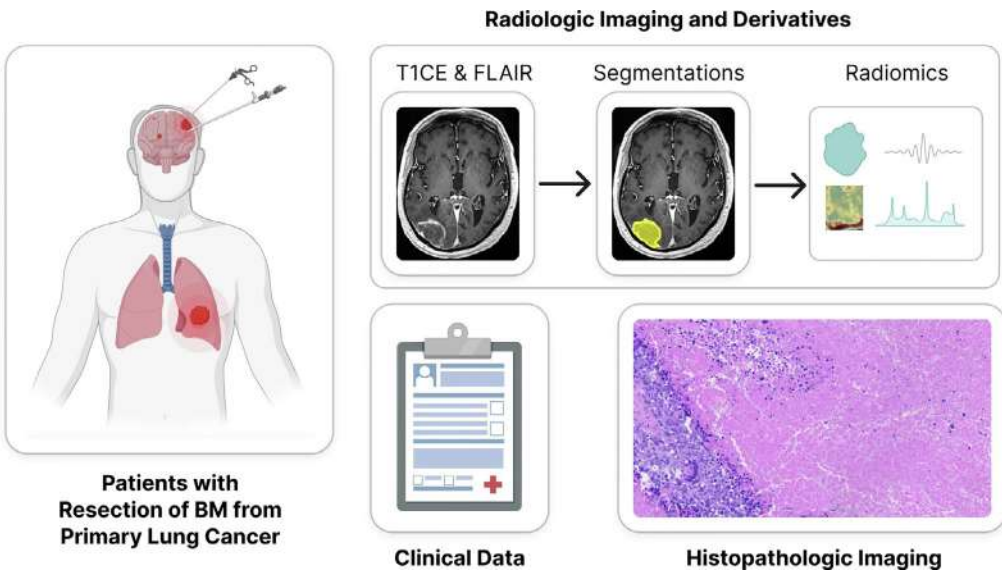 Radiologic Imaging and Derivatives
T1CE & FLAIR
Segmentations
Radiomics
Patients with
Resection of BM from
Primary Lung Cancer
Clinical Data
Histopathologic Imaging